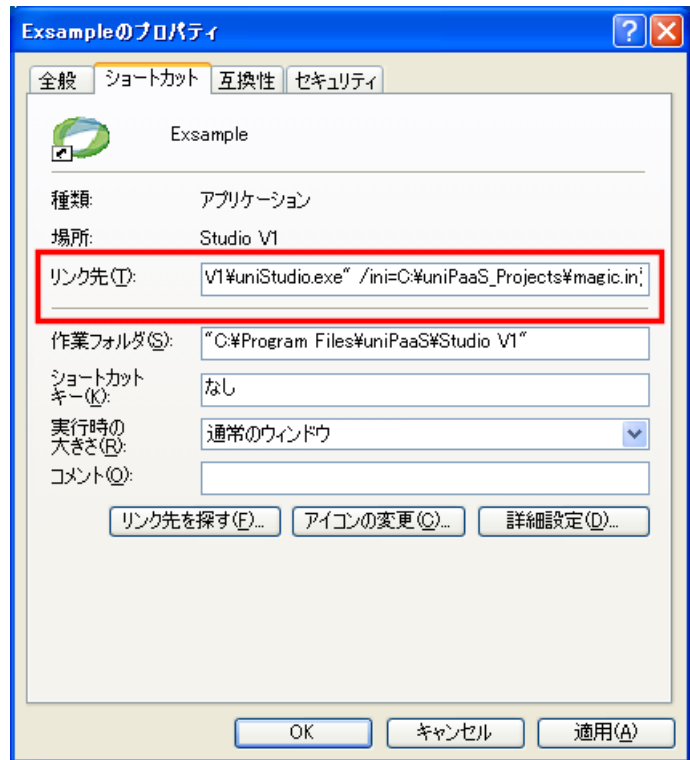 Exsampleのプロパティ
全般 ショートカット 互換性 セキュリティ
Exsample
種類: アプリケーション
場所: Studio V1
リンク先(T): V1¥uniStudio.exe" /ini=C:¥uniPaaS_Projects¥magic.in
作業フォルダ(S): "C:¥Program Files¥uniPaaS¥Studio V1"
ショートカット
キー(K): なし
実行時の
大きさ(R): 通常のウィンドウ
コメント(O):
リンク先を探す(F)... アイコンの変更(C)... 詳細設定(D)...
OK キャンセル 適用(A)